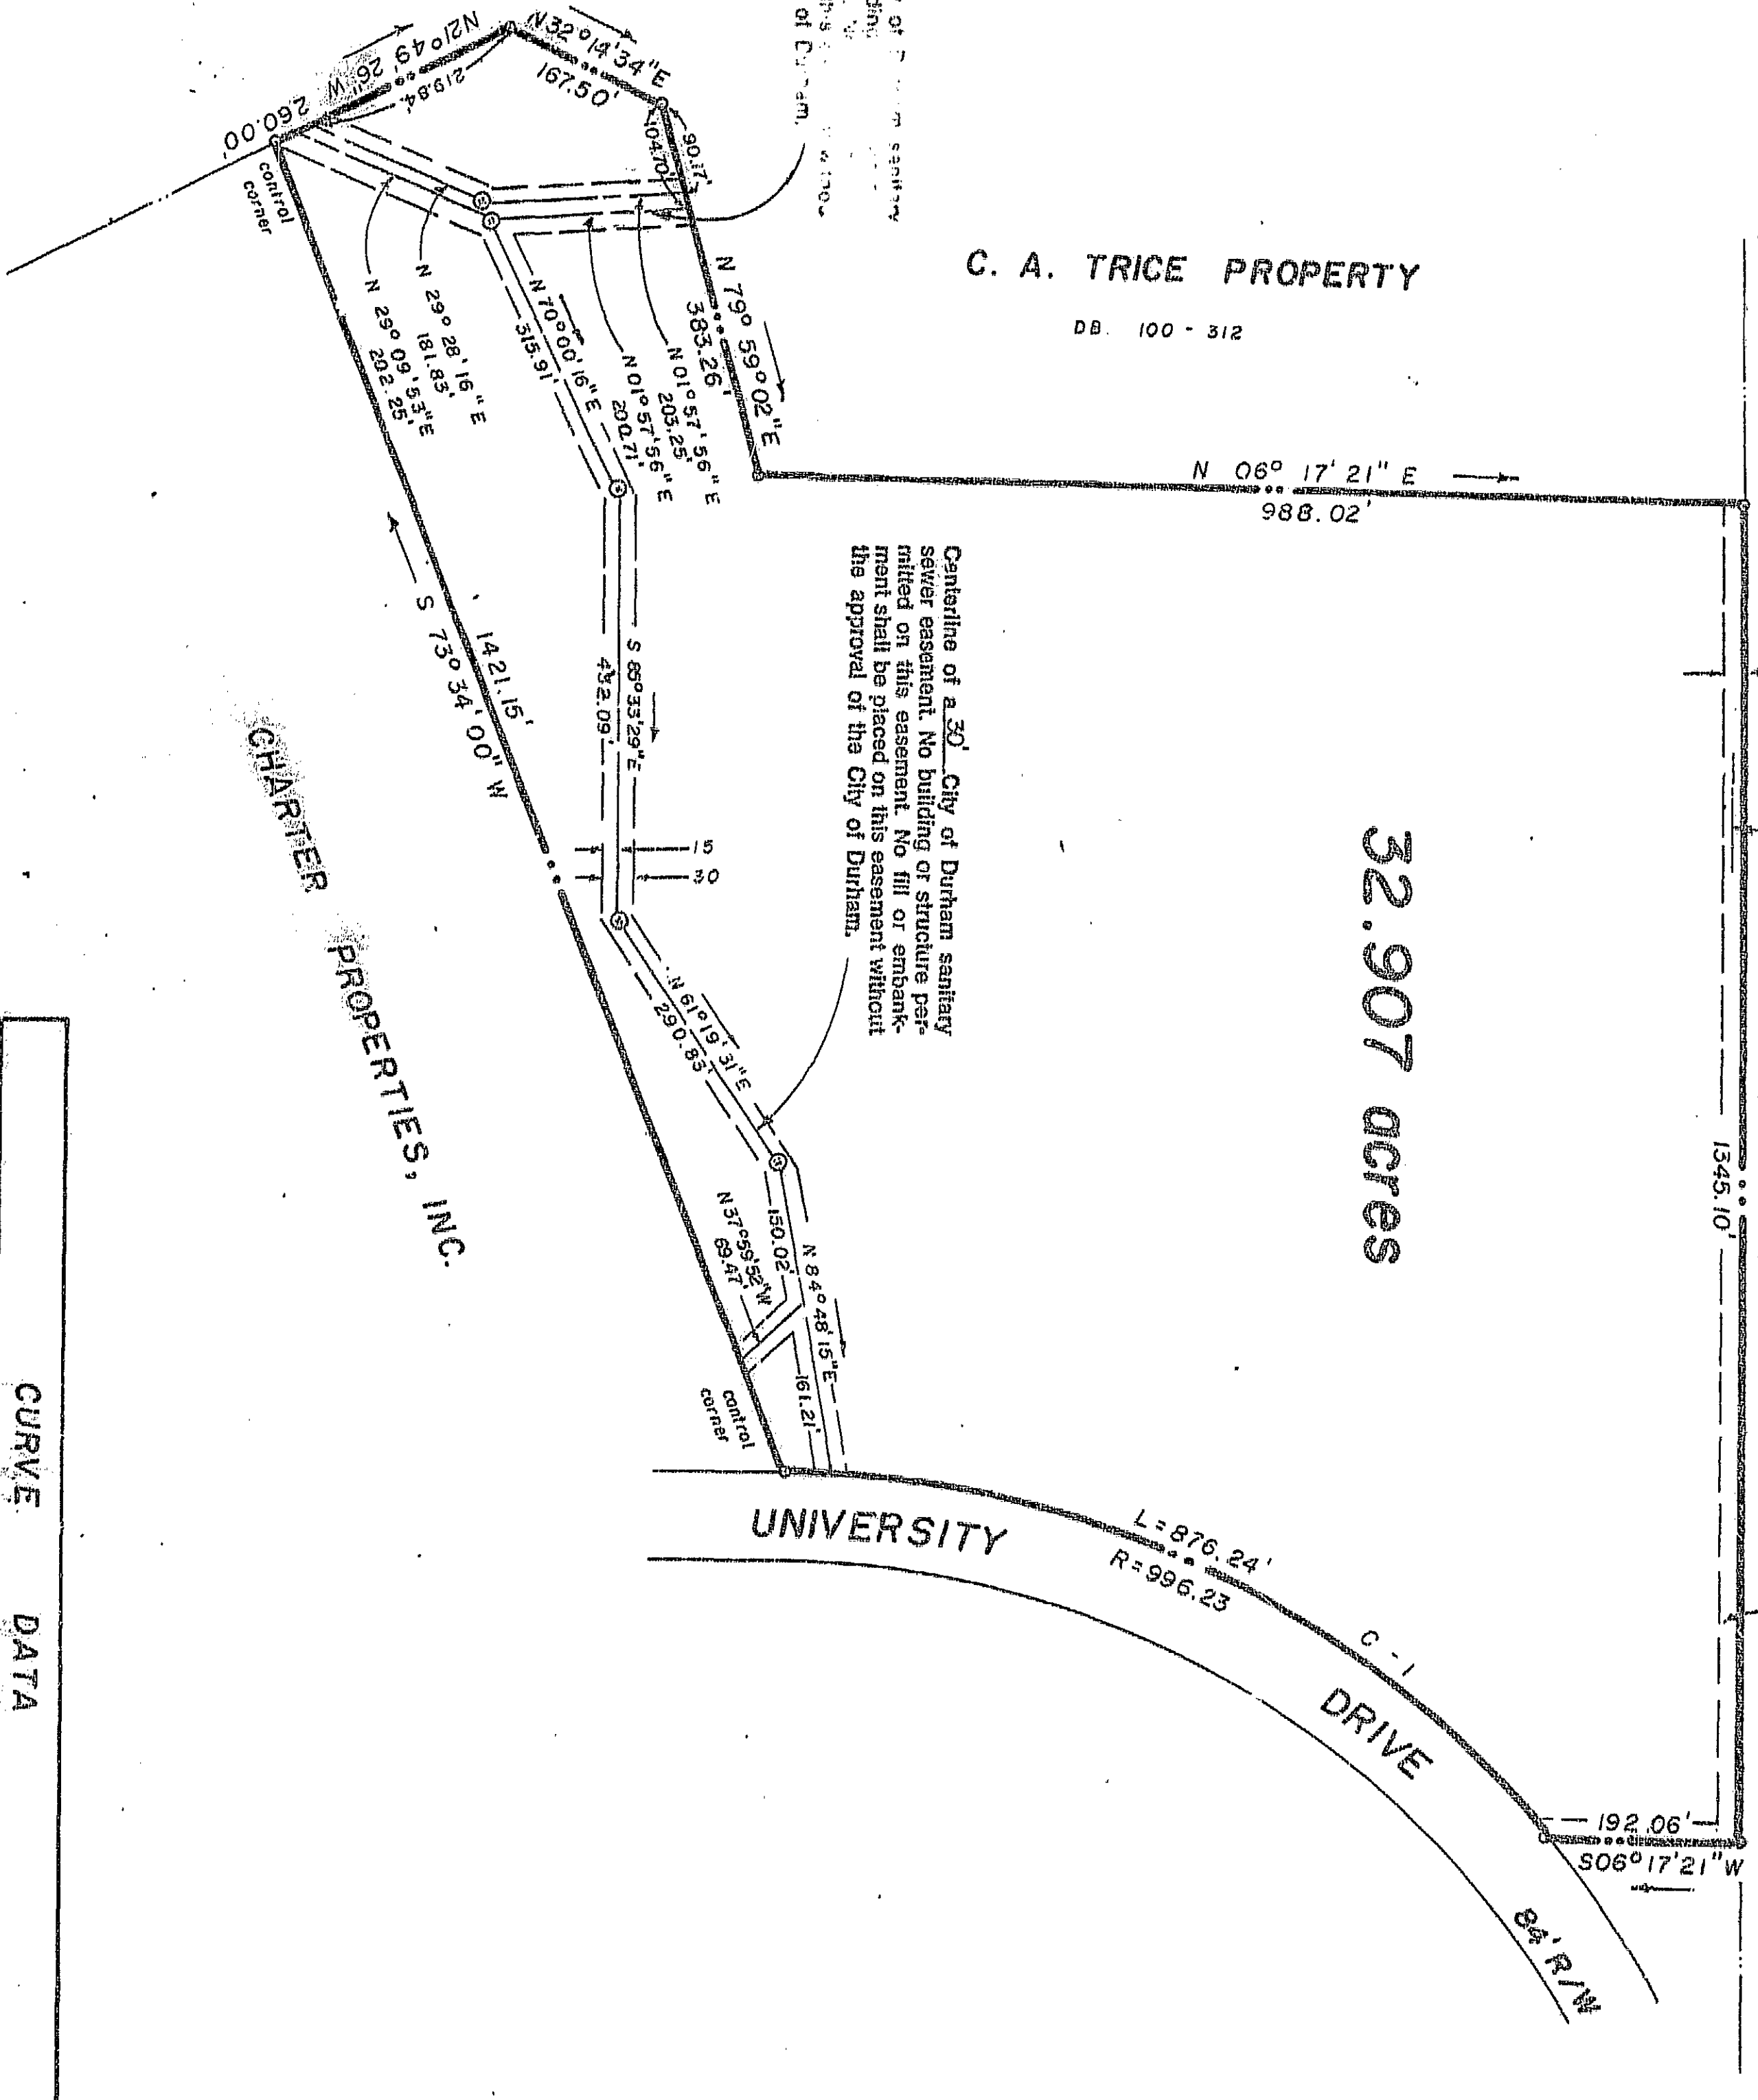 C. A. TRICE PROPERTY
DB. 100 - 312
N 32° 14' 34" E
167.50'
N 21° 49' 26" W
219.84'
260.00'
control
corner
90.17'
104.70'
N 79° 59' 02" E
383.26'
N 06° 17' 21" E
988.02'
of Durham.
N 29° 28' 16" E
181.83'
N 29° 09' 53" E
202.25'
N 01° 57' 56" E
203.25'
N 01° 57' 56" E
200.71'
N 70° 00' 16" E
315.91'
S 85° 33' 29" E
432.09'
15
30
N 61° 19' 31" E
290.83'
N 84° 48' 15" E
150.02'
161.21'
N 37° 59' 52" W
69.47'
control
corner
1421.15'
S 73° 34' 00" W
Centerline of a 30' City of Durham sanitary
sewer easement. No building or structure per-
mitted on this easement. No fill or embank-
ment shall be placed on this easement without
the approval of the City of Durham.
32.907 acres
1345.10'
192.06'
S06° 17' 21" W
L = 876.24'
R = 996.23
C - 1
UNIVERSITY
DRIVE
84' R/W
CHARTER PROPERTIES, INC.
CURVE DATA